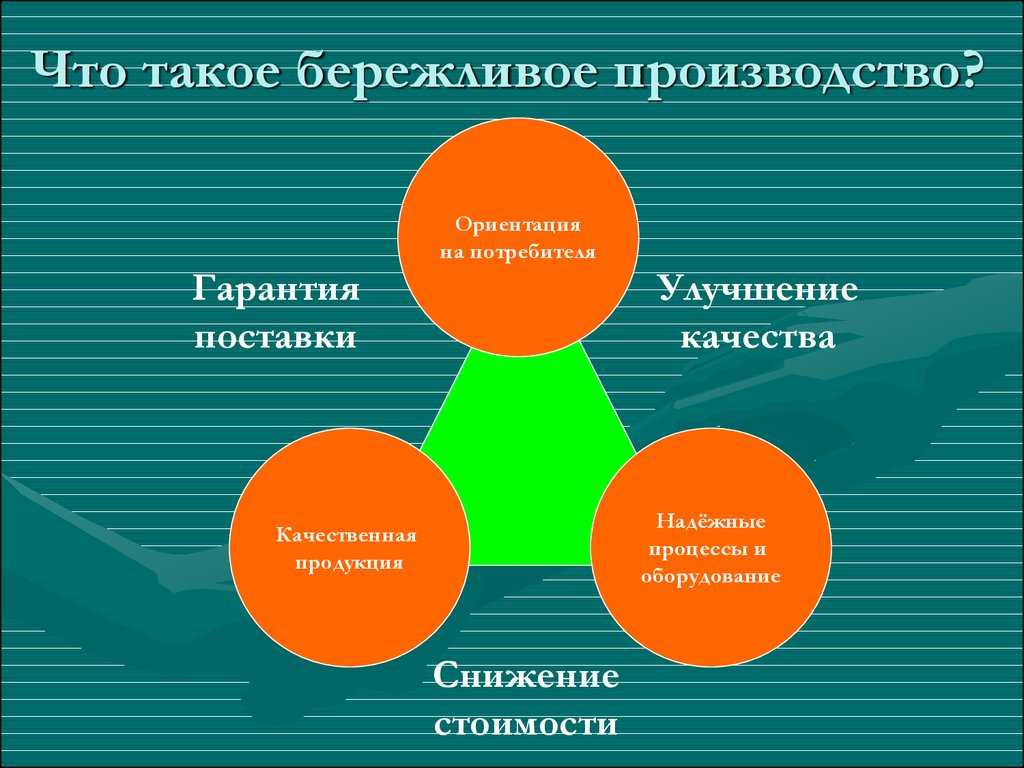 Что такое бережливое производство?
Ориентация
на потребителя
Гарантия
поставки
Улучшение
качества
Качественная
продукция
Надёжные
процессы и
оборудование
Снижение
стоимости